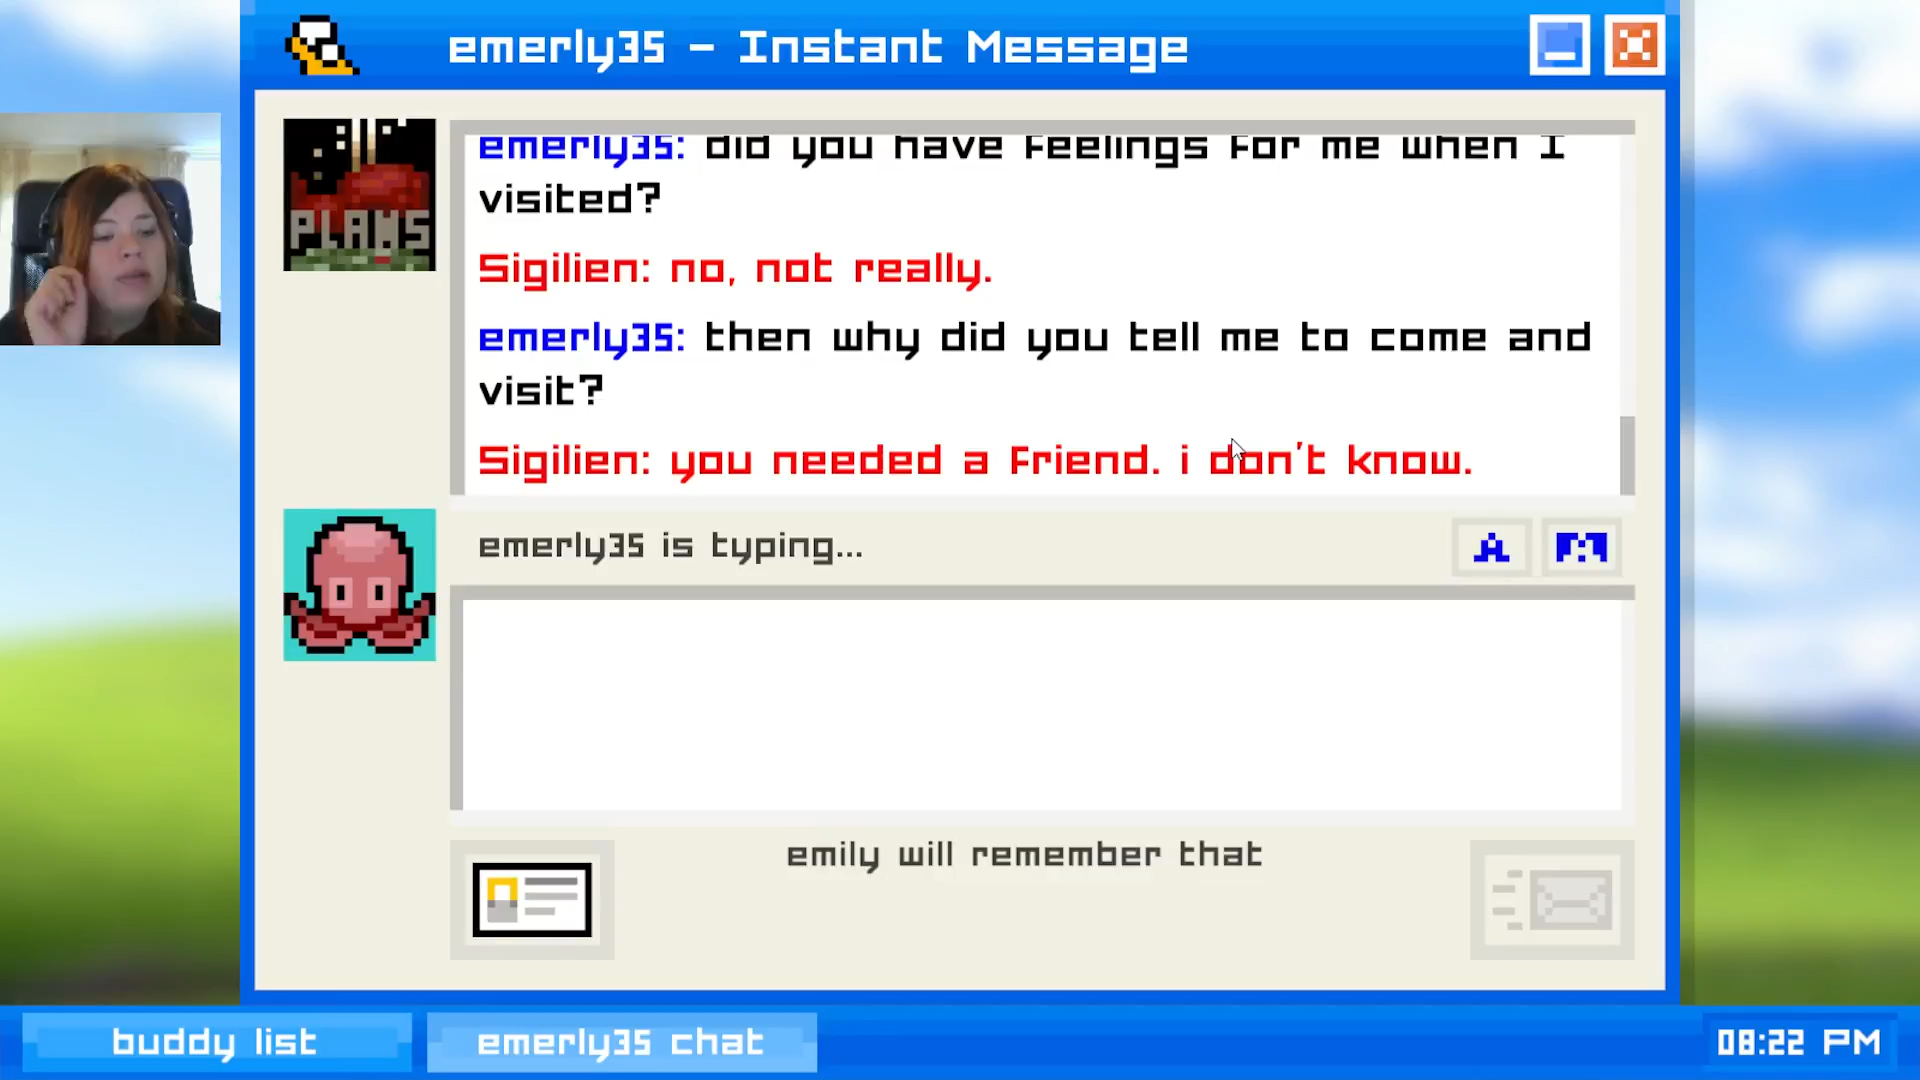 emerly35 - Instant Message
PLANS
emerly35: did you have feelings for me when I
visited?
Sigilien: no, not really.
emerly35: then why did you tell me to come and
visit?
Sigilien: you needed a friend. i don't know.
emerly35 is typing...
A
emily will remember that
buddy list
emerly35 chat
08:22 PM